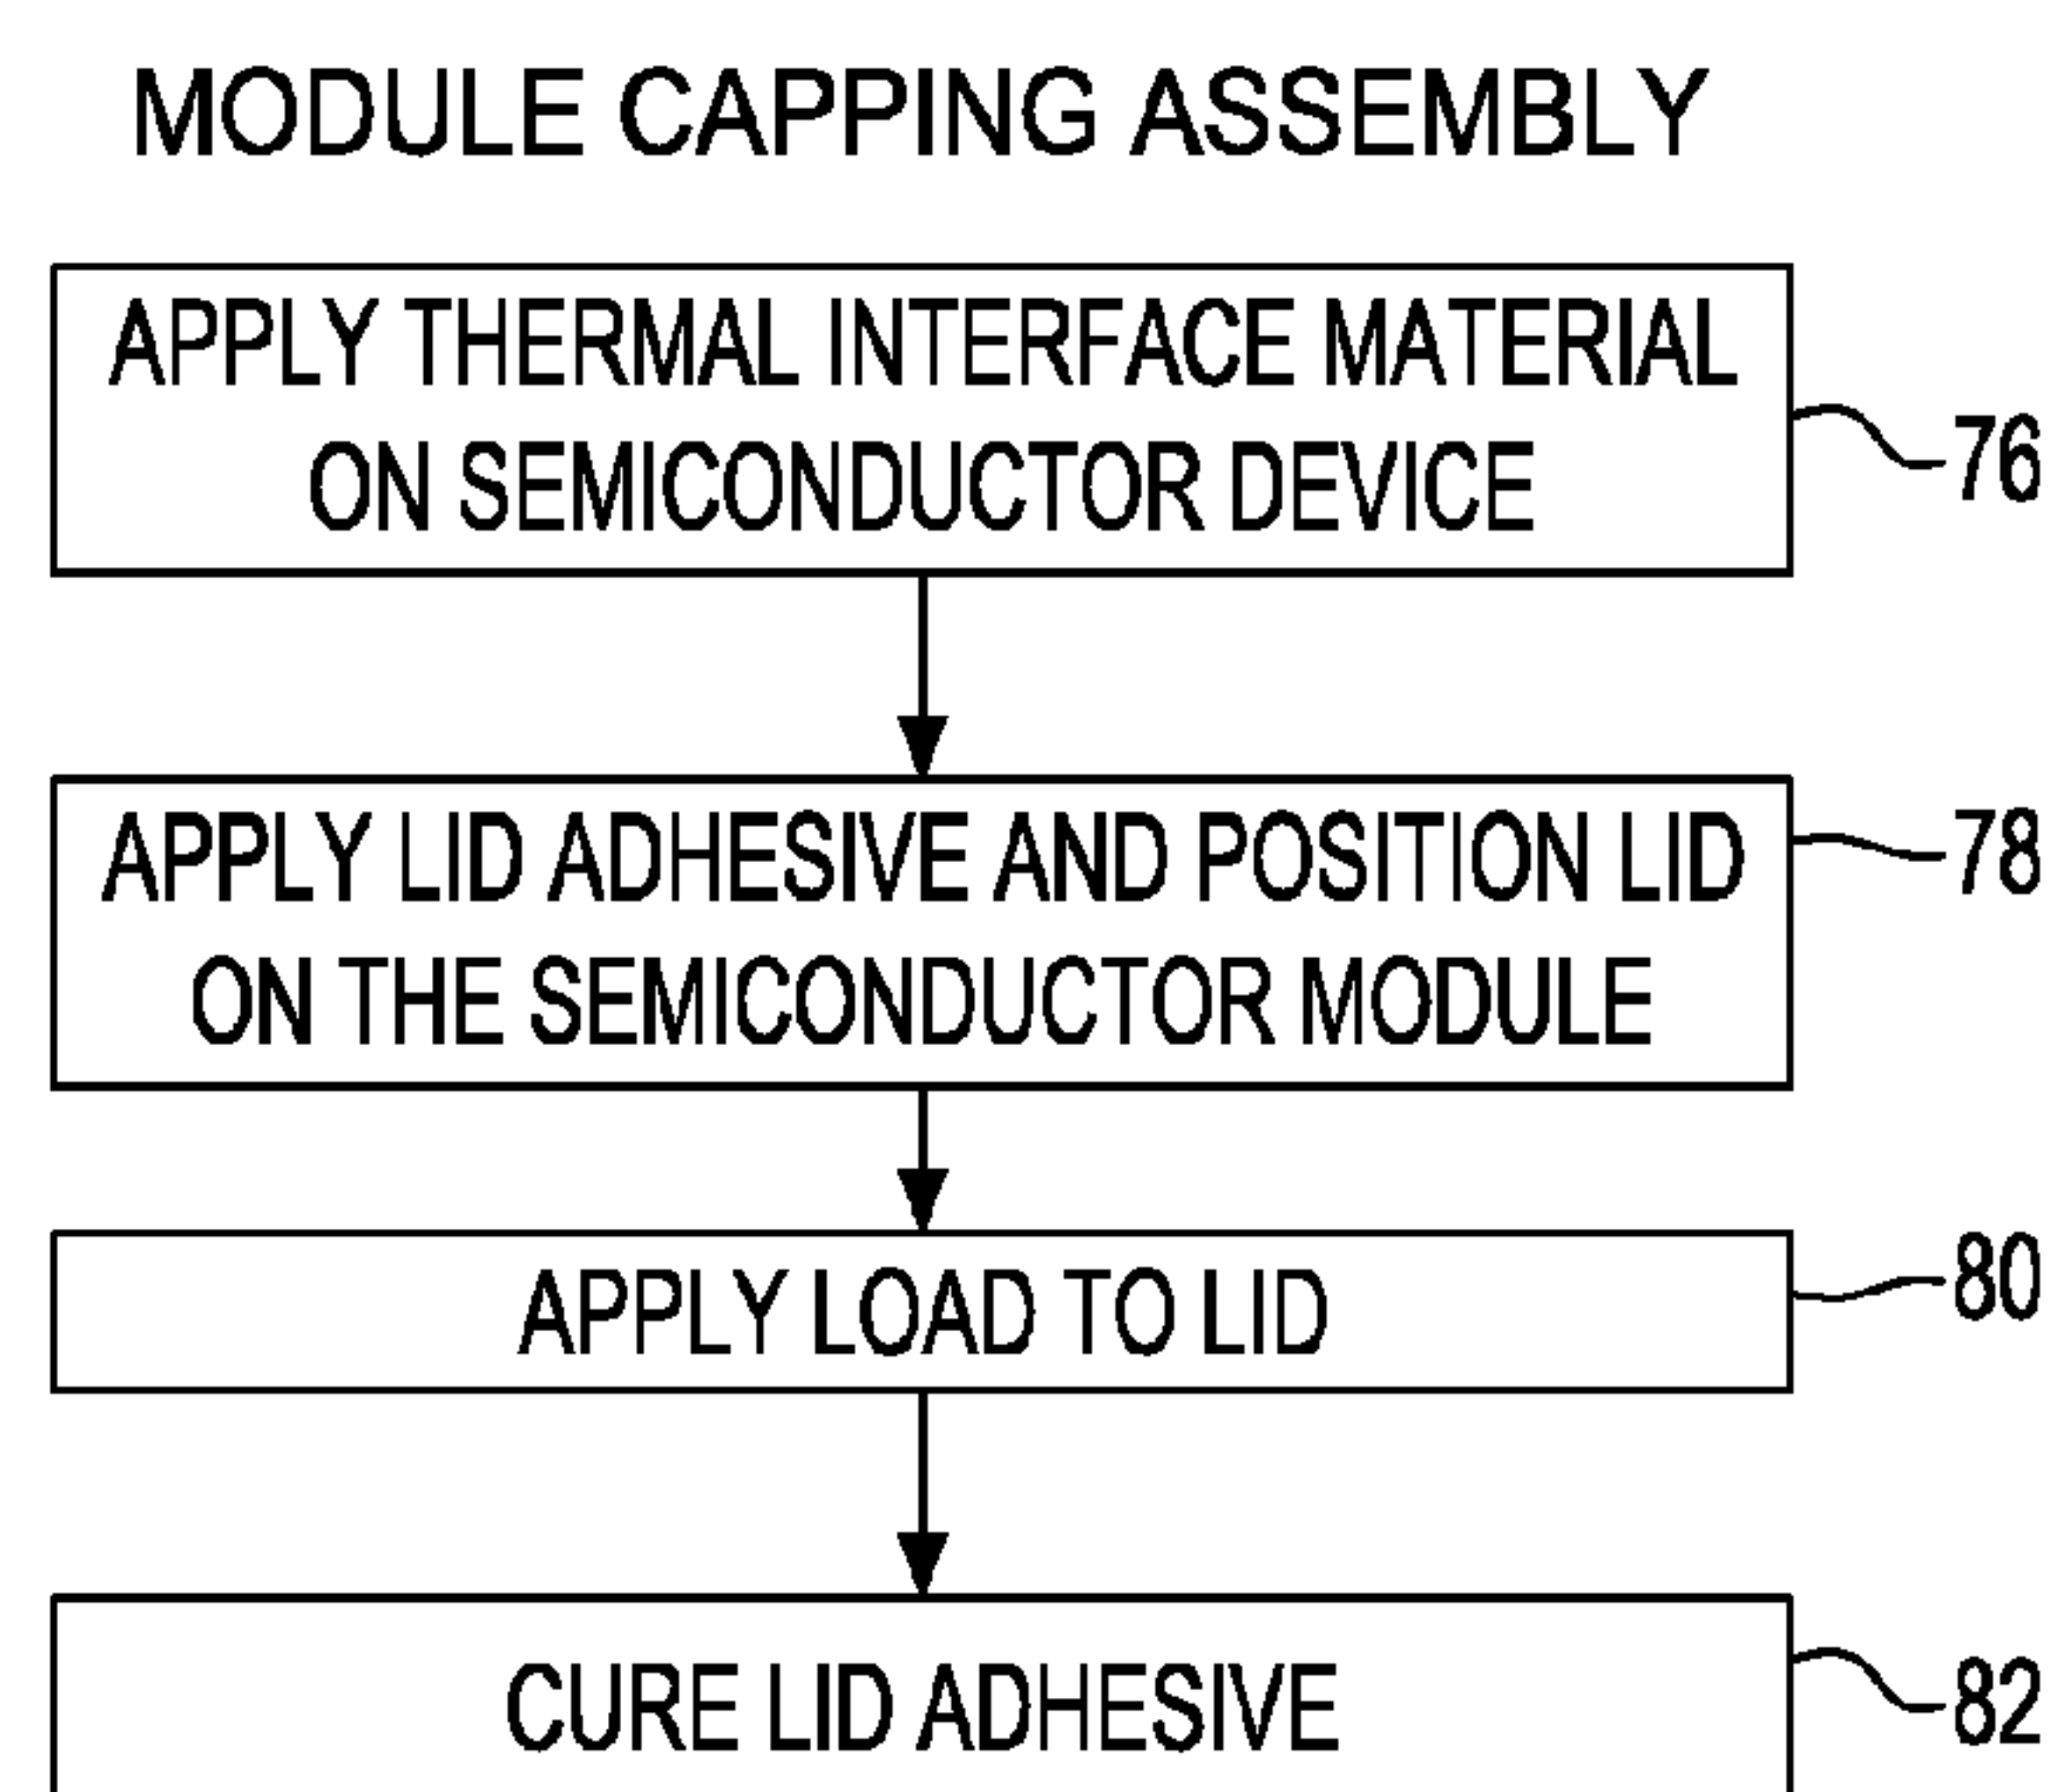 MODULE CAPPING ASSEMBLY
APPLY THERMAL INTERFACE MATERIAL
ON SEMICONDUCTOR DEVICE
76
APPLY LID ADHESIVE AND POSITION LID
ON THE SEMICONDUCTOR MODULE
78
APPLY LOAD TO LID
80
CURE LID ADHESIVE
82